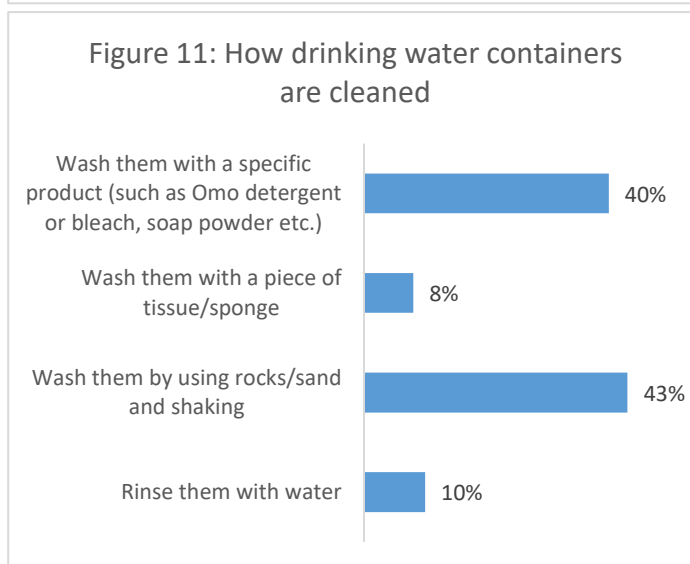 Figure 11: How drinking water containers
are cleaned
Wash them with a specific
product (such as Omo detergent
or bleach, soap powder etc.)
40%
Wash them with a piece of
tissue/sponge
8%
Wash them by using rocks/sand
and shaking
43%
Rinse them with water
10%